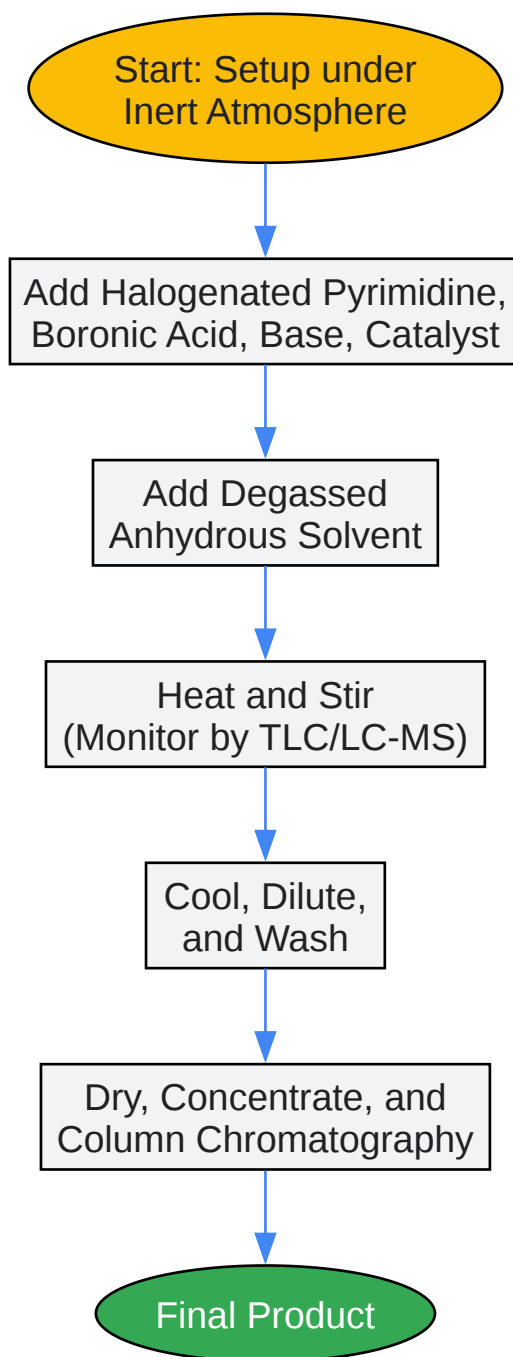 Start: Setup under
Inert Atmosphere
Add Halogenated Pyrimidine,
Boronic Acid, Base, Catalyst
Add Degassed
Anhydrous Solvent
Heat and Stir
(Monitor by TLC/LC-MS)
Cool, Dilute,
and Wash
Dry, Concentrate, and
Column Chromatography
Final Product